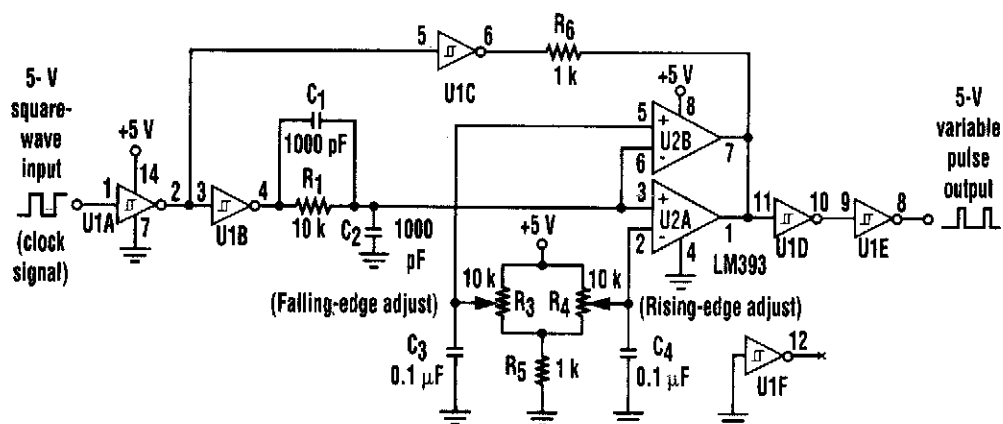 5- V
square-
wave
input
(clock
signal)
+5 V
14
1
U1A
7
2
3
U1B
4
C1
1000 pF
R1
10 k
C2
1000
pF
5
U1C
6
R6
1 k
+5 V
8
5
+
U2B
6
-
7
3
+
U2A
2
-
1
4
LM393
11
U1D
10
9
U1E
8
5-V
variable
pulse
output
+5 V
10 k
R3
10 k
R4
(Falling-edge adjust)
(Rising-edge adjust)
C3
0.1 µF
R5
1 k
C4
0.1 µF
12
U1F